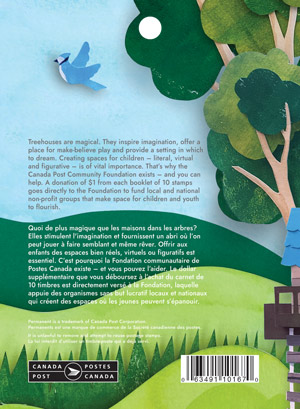 Treehouses are magical. They inspire imagination, offer a
place for make-believe play and provide a setting in which
to dream. Creating spaces for children – literal, virtual
and figurative – is of vital importance. That's why the
Canada Post Community Foundation exists – and you can
help. A donation of $1 from each booklet of 10 stamps
goes directly to the Foundation to fund local and national
non-profit groups that make space for children and youth
to flourish.
Quoi de plus magique que les maisons dans les arbres?
Elles stimulent l'imagination et fournissent un abri où l'on
peut jouer à faire semblant et même rêver. Offrir aux
enfants des espaces bien réels, virtuels ou figuratifs est
essentiel. C'est pourquoi la Fondation communautaire de
Postes Canada existe – et vous pouvez l'aider. Le dollar
supplémentaire que vous déboursez à l'achat du carnet de
10 timbres est directement versé à la Fondation, laquelle
appuie des organismes sans but lucratif locaux et nationaux
qui créent des espaces où les jeunes peuvent s'épanouir.
Permanent is a trademark of Canada Post Corporation.
Permanents est une marque de commerce de la Société canadienne des postes.
It is unlawful to remove and attempt to reuse postage stamps.
La loi interdit d'utiliser un timbre-poste qui a déjà servi.
CANADA POST
POSTES CANADA
0 63491 10167 0